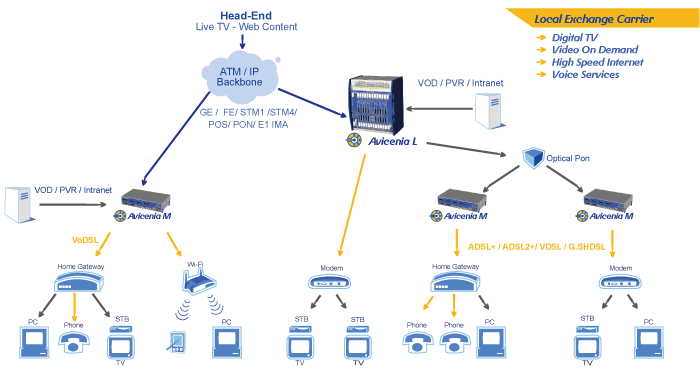 Head-End
Live TV - Web Content
Local Exchange Carrier
Digital TV
Video On Demand
High Speed Internet
Voice Services
ATM / IP
Backbone
VOD / PVR / Intranet
GE / FE/ STM1 /STM4/
POS/ PON/ E1 IMA
Avicenia L
Optical Pon
VOD / PVR / Intranet
Avicenia M
Avicenia M
Avicenia M
VoDSL
ADSL+ / ADSL2+/ VDSL / G.SHDSL
Home Gateway
Wi-Fi
Modem
Home Gateway
Modem
PC
Phone
STB
TV
PC
STB
TV
STB
TV
Phone
Phone
PC
STB
TV
PC